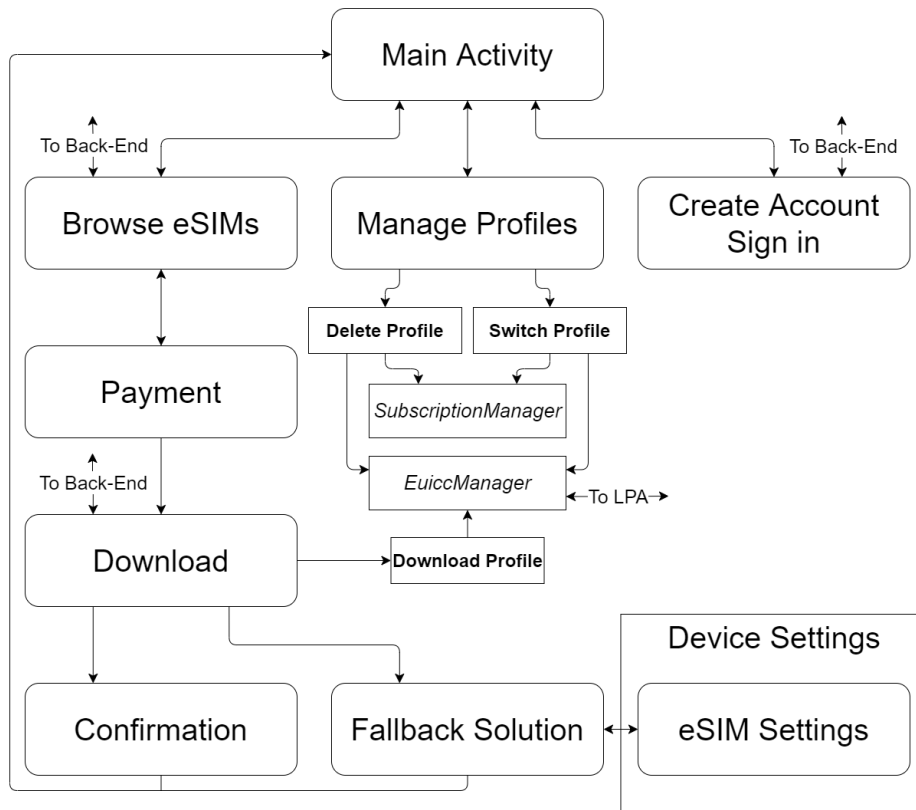 Main Activity
To Back-End
To Back-End
Browse eSIMs
Manage Profiles
Create Account
Sign in
Delete Profile
Switch Profile
Payment
SubscriptionManager
To Back-End
EuiccManager
To LPA
Download
Download Profile
Device Settings
Confirmation
Fallback Solution
eSIM Settings